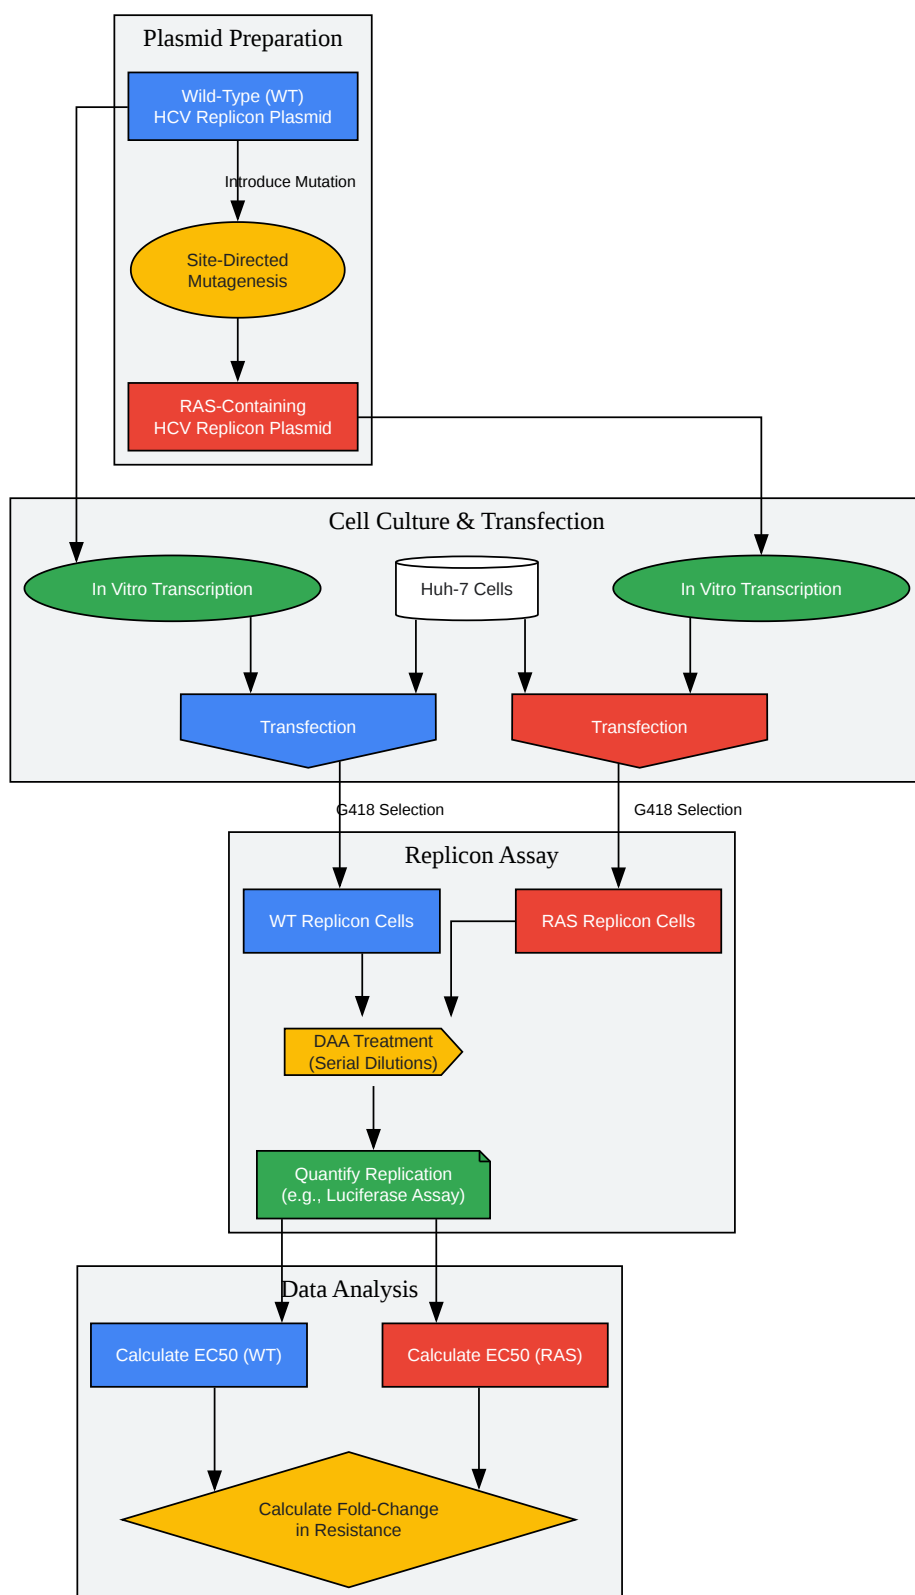 Plasmid Preparation
Wild-Type (WT)
HCV Replicon Plasmid
Introduce Mutation
Site-Directed
Mutagenesis
RAS-Containing
HCV Replicon Plasmid
Cell Culture & Transfection
In Vitro Transcription
Huh-7 Cells
In Vitro Transcription
Transfection
Transfection
G418 Selection
G418 Selection
Replicon Assay
WT Replicon Cells
RAS Replicon Cells
DAA Treatment
(Serial Dilutions)
Quantify Replication
(e.g., Luciferase Assay)
Data Analysis
Calculate EC50 (WT)
Calculate EC50 (RAS)
Calculate Fold-Change
in Resistance